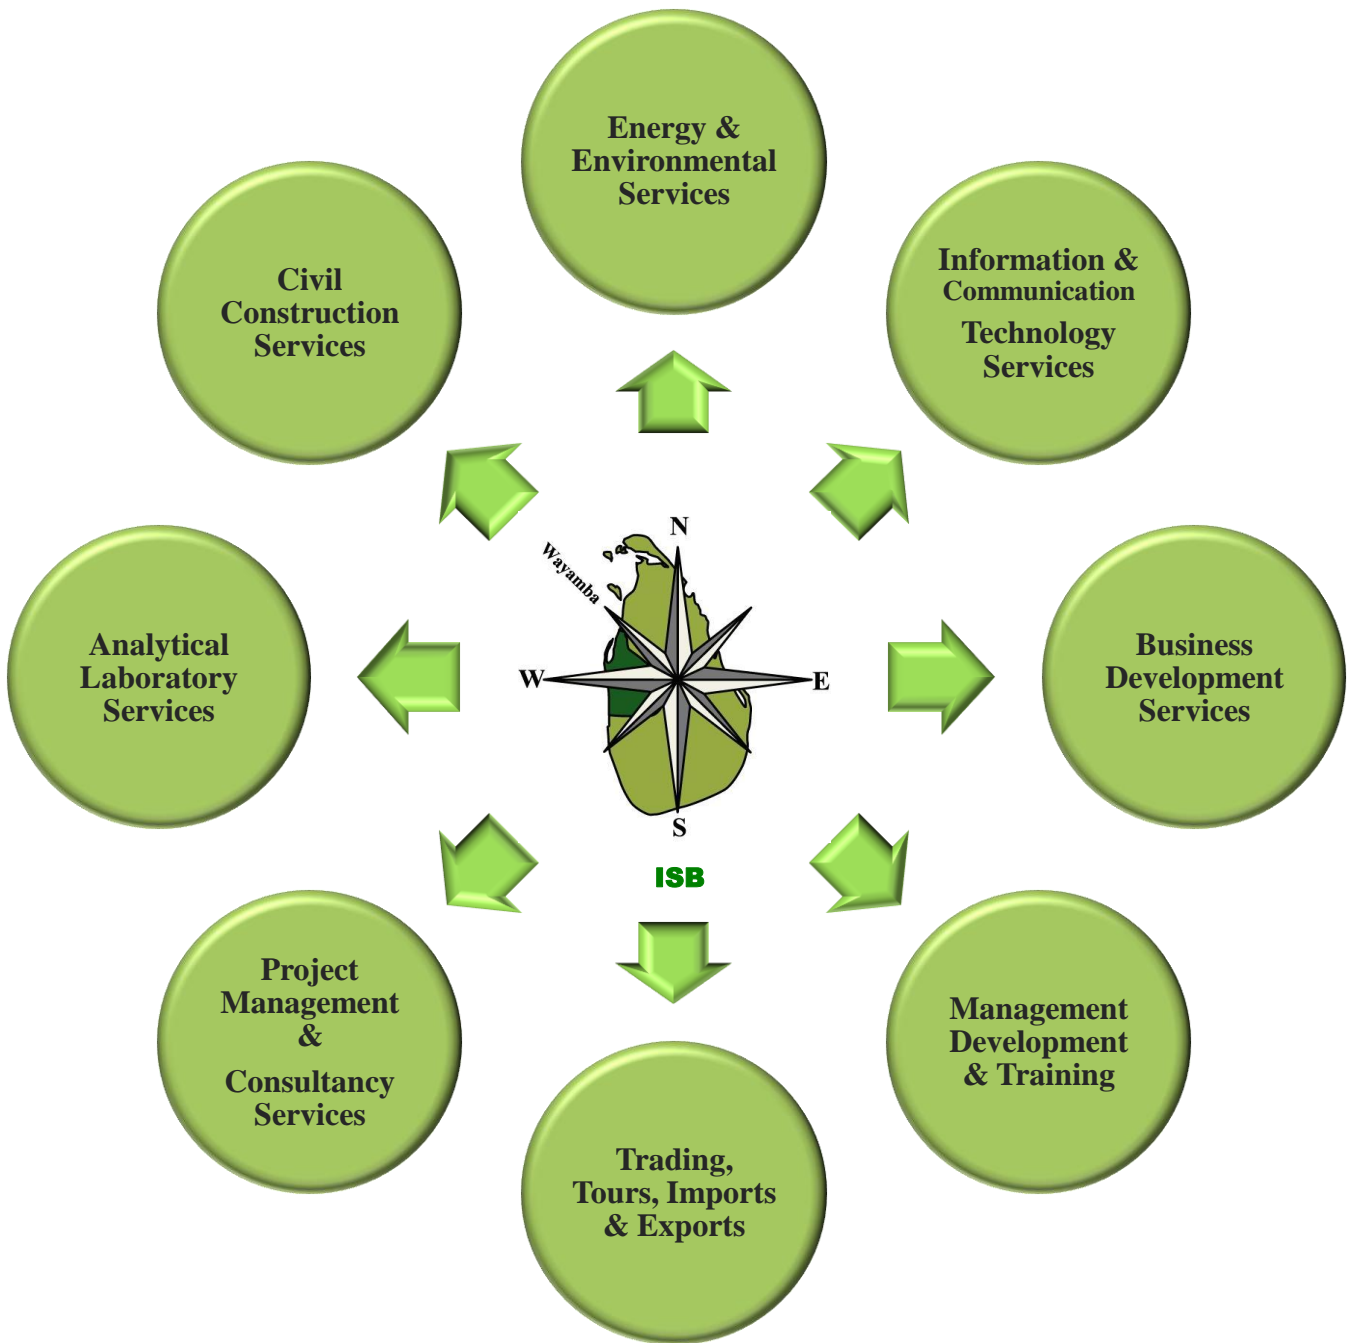 Energy &
Environmental
Services
Civil
Construction
Services
Information &
Communication
Technology
Services
N
Wayamba
W
E
S
ISB
Analytical
Laboratory
Services
Business
Development
Services
Project
Management
&
Consultancy
Services
Management
Development
& Training
Trading,
Tours, Imports
& Exports